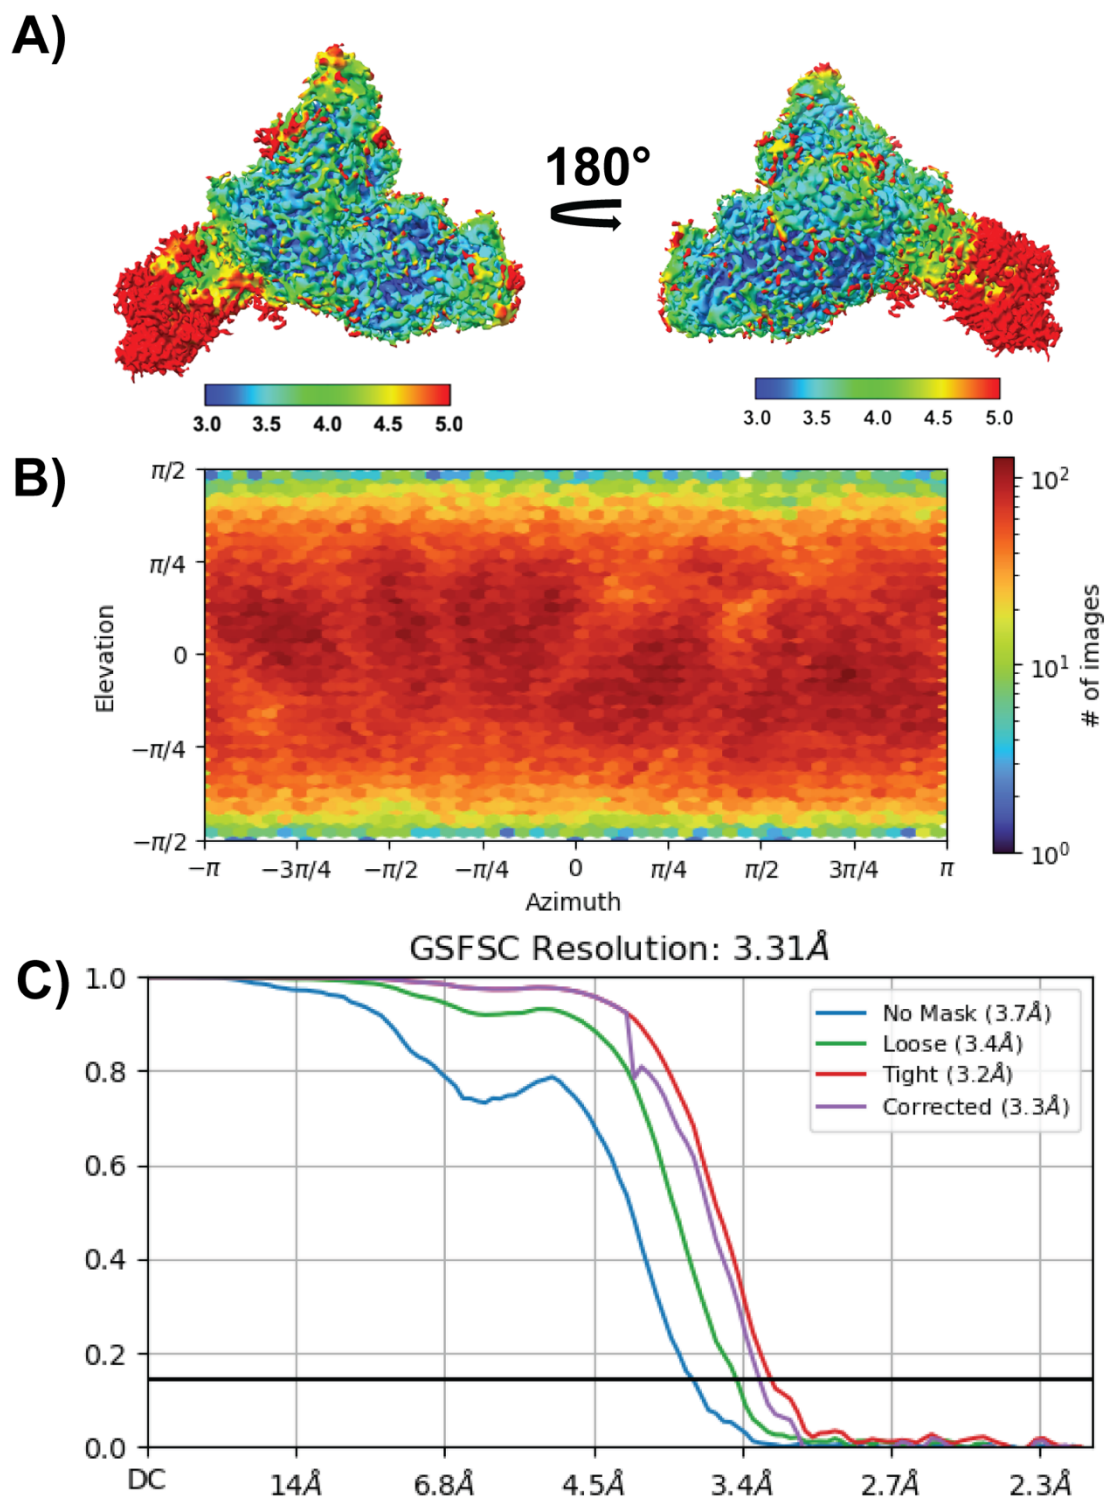 A)
180°
3.0 3.5 4.0 4.5 5.0
3.0 3.5 4.0 4.5 5.0
B)
π/2
π/4
0
−π/4
−π/2
Elevation
−π −3π/4 −π/2 −π/4 0 π/4 π/2 3π/4 π
Azimuth
10²
10¹
10⁰
# of images
C)
GSFSC Resolution: 3.31Å
1.0
0.8
0.6
0.4
0.2
0.0
No Mask (3.7Å)
Loose (3.4Å)
Tight (3.2Å)
Corrected (3.3Å)
DC 14Å 6.8Å 4.5Å 3.4Å 2.7Å 2.3Å